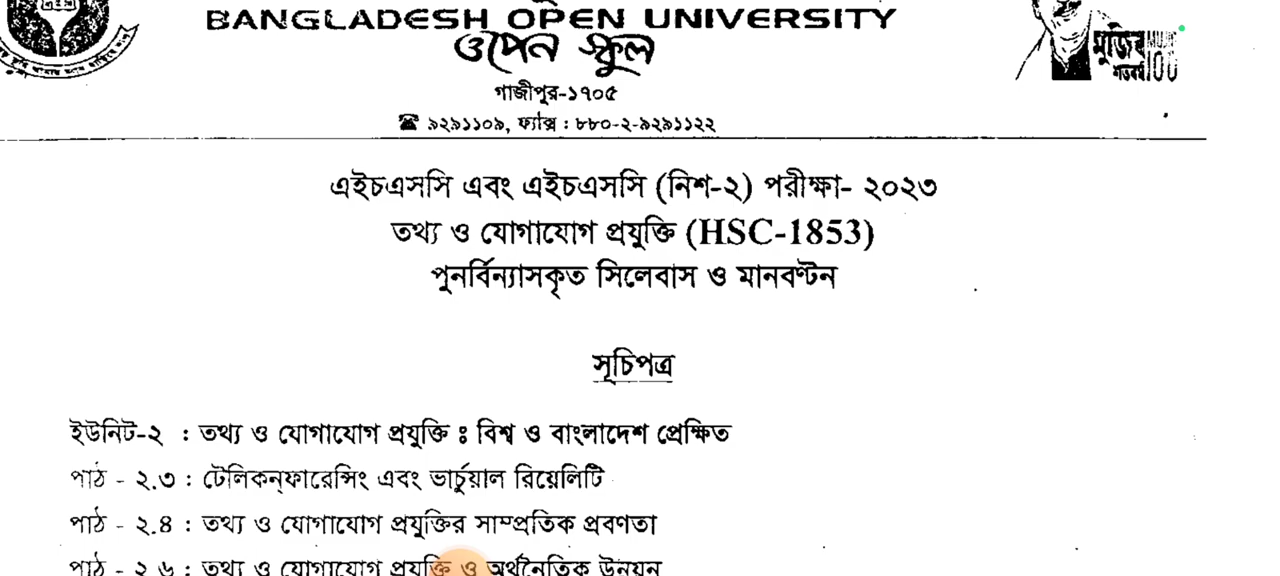 BANGLADESH OPEN UNIVERSITY
ওপেন স্কুল
গাজীপুর-১৭০৫
☎ ৯২৯১১০৯, ফ্যাক্স : ৮৮০-২-৯২৯১১২২
মুজিব
শতবর্ষ 100
এইচএসসি এবং এইচএসসি (নিশ-২) পরীক্ষা- ২০২৩
তথ্য ও যোগাযোগ প্রযুক্তি (HSC-1853)
পুনর্বিন্যাসকৃত সিলেবাস ও মানবণ্টন
সূচিপত্র
ইউনিট-২ : তথ্য ও যোগাযোগ প্রযুক্তি ঃ বিশ্ব ও বাংলাদেশ প্রেক্ষিত
পাঠ - ২.৩ : টেলিকন্‌ফারেন্সিং এবং ভার্চুয়াল রিয়েলিটি
পাঠ - ২.৪ : তথ্য ও যোগাযোগ প্রযুক্তির সাম্প্রতিক প্রবণতা
পাঠ - ২.৬ : তথ্য ও যোগাযোগ প্রযুক্তি ও অর্থনৈতিক উন্নয়ন